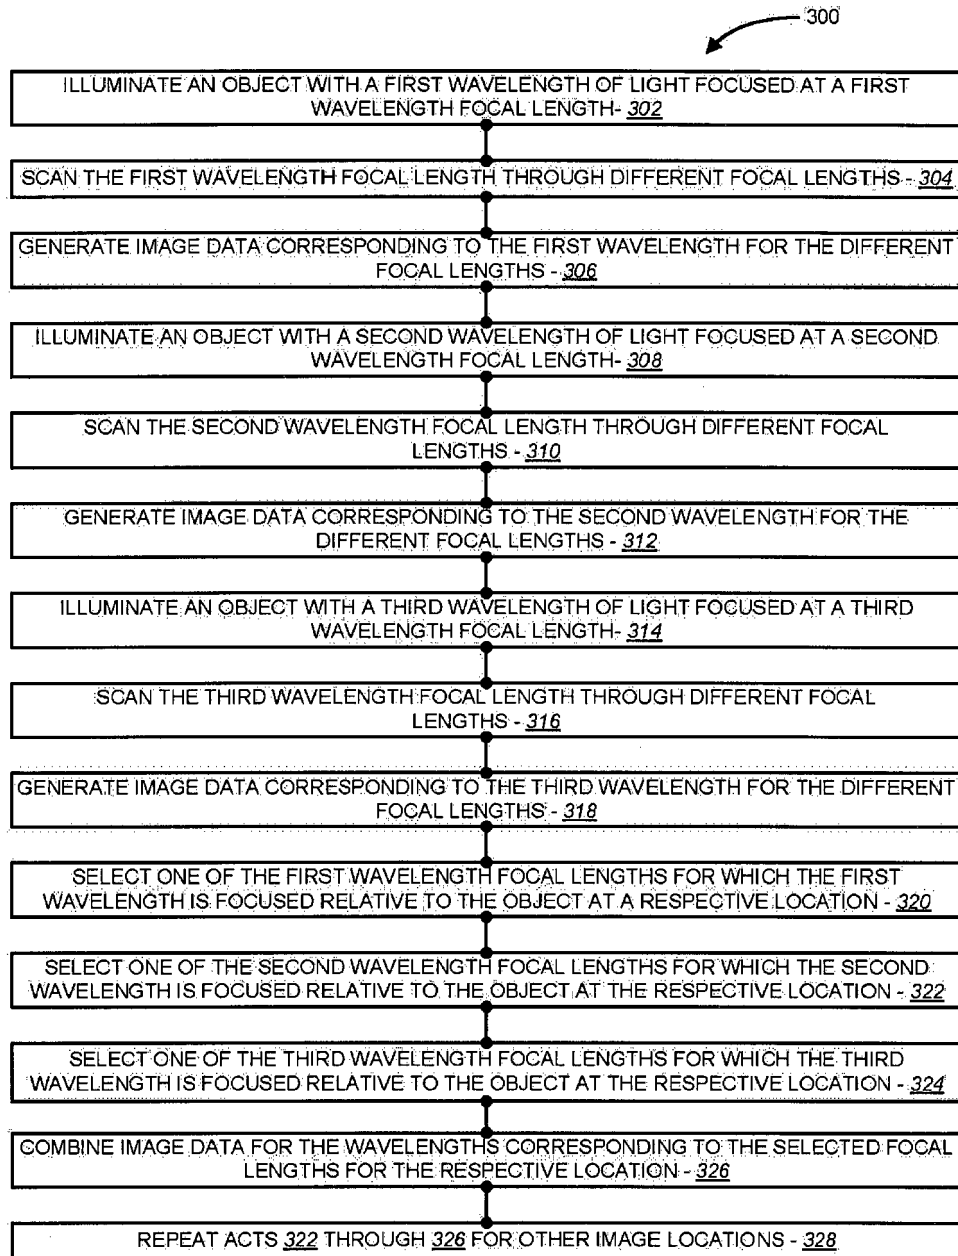 300
ILLUMINATE AN OBJECT WITH A FIRST WAVELENGTH OF LIGHT FOCUSED AT A FIRST
WAVELENGTH FOCAL LENGTH- 302
SCAN THE FIRST WAVELENGTH FOCAL LENGTH THROUGH DIFFERENT FOCAL LENGTHS - 304
GENERATE IMAGE DATA CORRESPONDING TO THE FIRST WAVELENGTH FOR THE DIFFERENT
FOCAL LENGTHS - 306
ILLUMINATE AN OBJECT WITH A SECOND WAVELENGTH OF LIGHT FOCUSED AT A SECOND
WAVELENGTH FOCAL LENGTH- 308
SCAN THE SECOND WAVELENGTH FOCAL LENGTH THROUGH DIFFERENT FOCAL
LENGTHS - 310
GENERATE IMAGE DATA CORRESPONDING TO THE SECOND WAVELENGTH FOR THE
DIFFERENT FOCAL LENGTHS - 312
ILLUMINATE AN OBJECT WITH A THIRD WAVELENGTH OF LIGHT FOCUSED AT A THIRD
WAVELENGTH FOCAL LENGTH- 314
SCAN THE THIRD WAVELENGTH FOCAL LENGTH THROUGH DIFFERENT FOCAL
LENGTHS - 316
GENERATE IMAGE DATA CORRESPONDING TO THE THIRD WAVELENGTH FOR THE DIFFERENT
FOCAL LENGTHS - 318
SELECT ONE OF THE FIRST WAVELENGTH FOCAL LENGTHS FOR WHICH THE FIRST
WAVELENGTH IS FOCUSED RELATIVE TO THE OBJECT AT A RESPECTIVE LOCATION - 320
SELECT ONE OF THE SECOND WAVELENGTH FOCAL LENGTHS FOR WHICH THE SECOND
WAVELENGTH IS FOCUSED RELATIVE TO THE OBJECT AT THE RESPECTIVE LOCATION - 322
SELECT ONE OF THE THIRD WAVELENGTH FOCAL LENGTHS FOR WHICH THE THIRD
WAVELENGTH IS FOCUSED RELATIVE TO THE OBJECT AT THE RESPECTIVE LOCATION - 324
COMBINE IMAGE DATA FOR THE WAVELENGTHS CORRESPONDING TO THE SELECTED FOCAL
LENGTHS FOR THE RESPECTIVE LOCATION - 326
REPEAT ACTS 322 THROUGH 326 FOR OTHER IMAGE LOCATIONS - 328